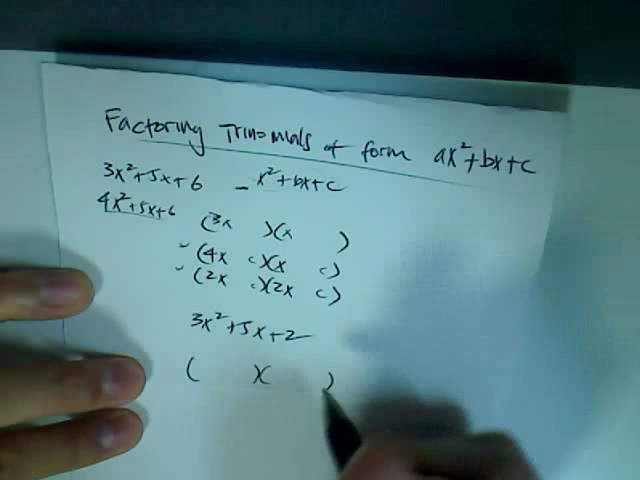 Factoring Trinomials of form ax²+bx+c
3x²+5x+6 – x²+bx+c
4x²+5x+6
(3x )(x )
(4x c)(x c)
(2x c)(2x c)
3x²+5x+2
( )( )